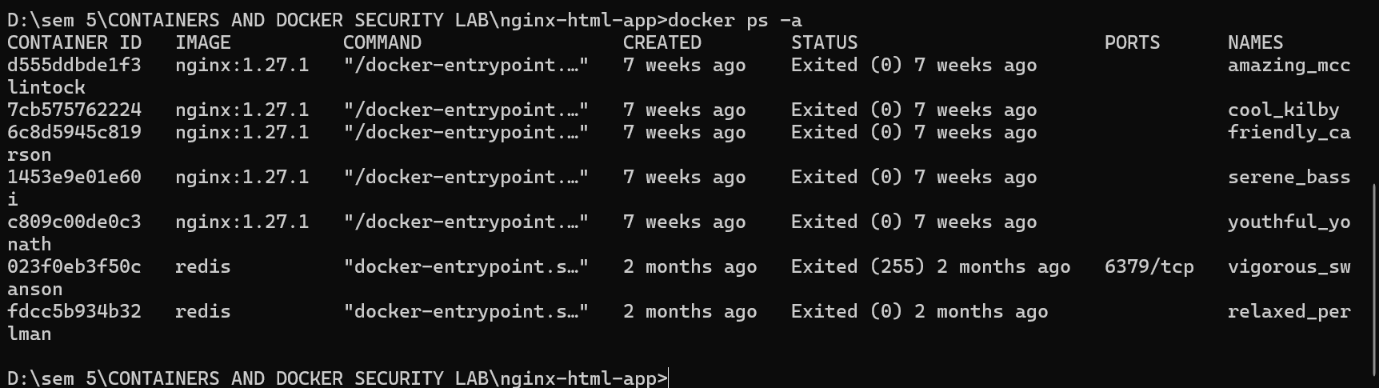 D:\sem 5\CONTAINERS AND DOCKER SECURITY LAB\nginx-html-app>docker ps -a
CONTAINER ID   IMAGE          COMMAND                  CREATED        STATUS                      PORTS      NAMES
d555ddbde1f3   nginx:1.27.1   "/docker-entrypoint.…"   7 weeks ago    Exited (0) 7 weeks ago                 amazing_mcc
lintock
7cb575762224   nginx:1.27.1   "/docker-entrypoint.…"   7 weeks ago    Exited (0) 7 weeks ago                 cool_kilby
6c8d5945c819   nginx:1.27.1   "/docker-entrypoint.…"   7 weeks ago    Exited (0) 7 weeks ago                 friendly_ca
rson
1453e9e01e60   nginx:1.27.1   "/docker-entrypoint.…"   7 weeks ago    Exited (0) 7 weeks ago                 serene_bass
i
c809c00de0c3   nginx:1.27.1   "/docker-entrypoint.…"   7 weeks ago    Exited (0) 7 weeks ago                 youthful_yo
nath
023f0eb3f50c   redis          "docker-entrypoint.s…"   2 months ago   Exited (255) 2 months ago   6379/tcp   vigorous_sw
anson
fdcc5b934b32   redis          "docker-entrypoint.s…"   2 months ago   Exited (0) 2 months ago                relaxed_per
lman
D:\sem 5\CONTAINERS AND DOCKER SECURITY LAB\nginx-html-app>